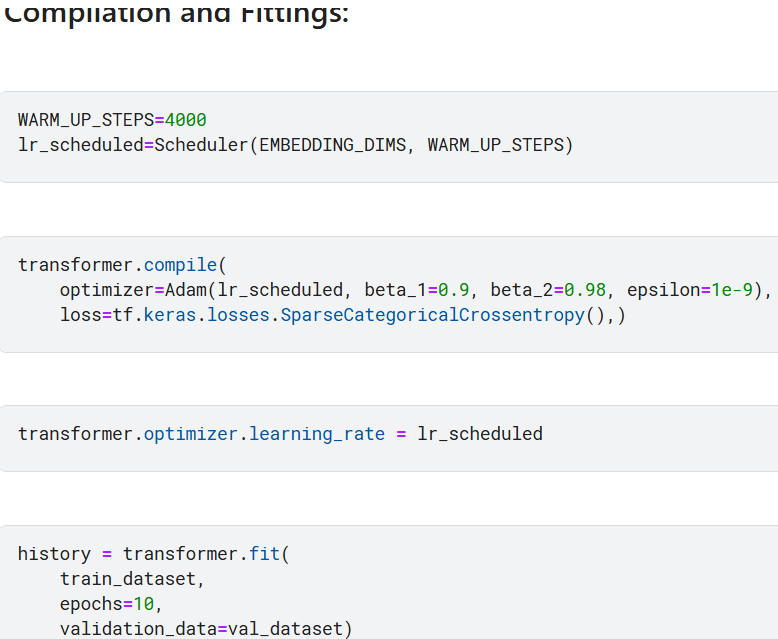 Compilation and Fittings:
WARM_UP_STEPS=4000
lr_scheduled=Scheduler(EMBEDDING_DIMS, WARM_UP_STEPS)
transformer.compile(
    optimizer=Adam(lr_scheduled, beta_1=0.9, beta_2=0.98, epsilon=1e-9),
    loss=tf.keras.losses.SparseCategoricalCrossentropy(),)
transformer.optimizer.learning_rate = lr_scheduled
history = transformer.fit(
    train_dataset,
    epochs=10,
    validation_data=val_dataset)